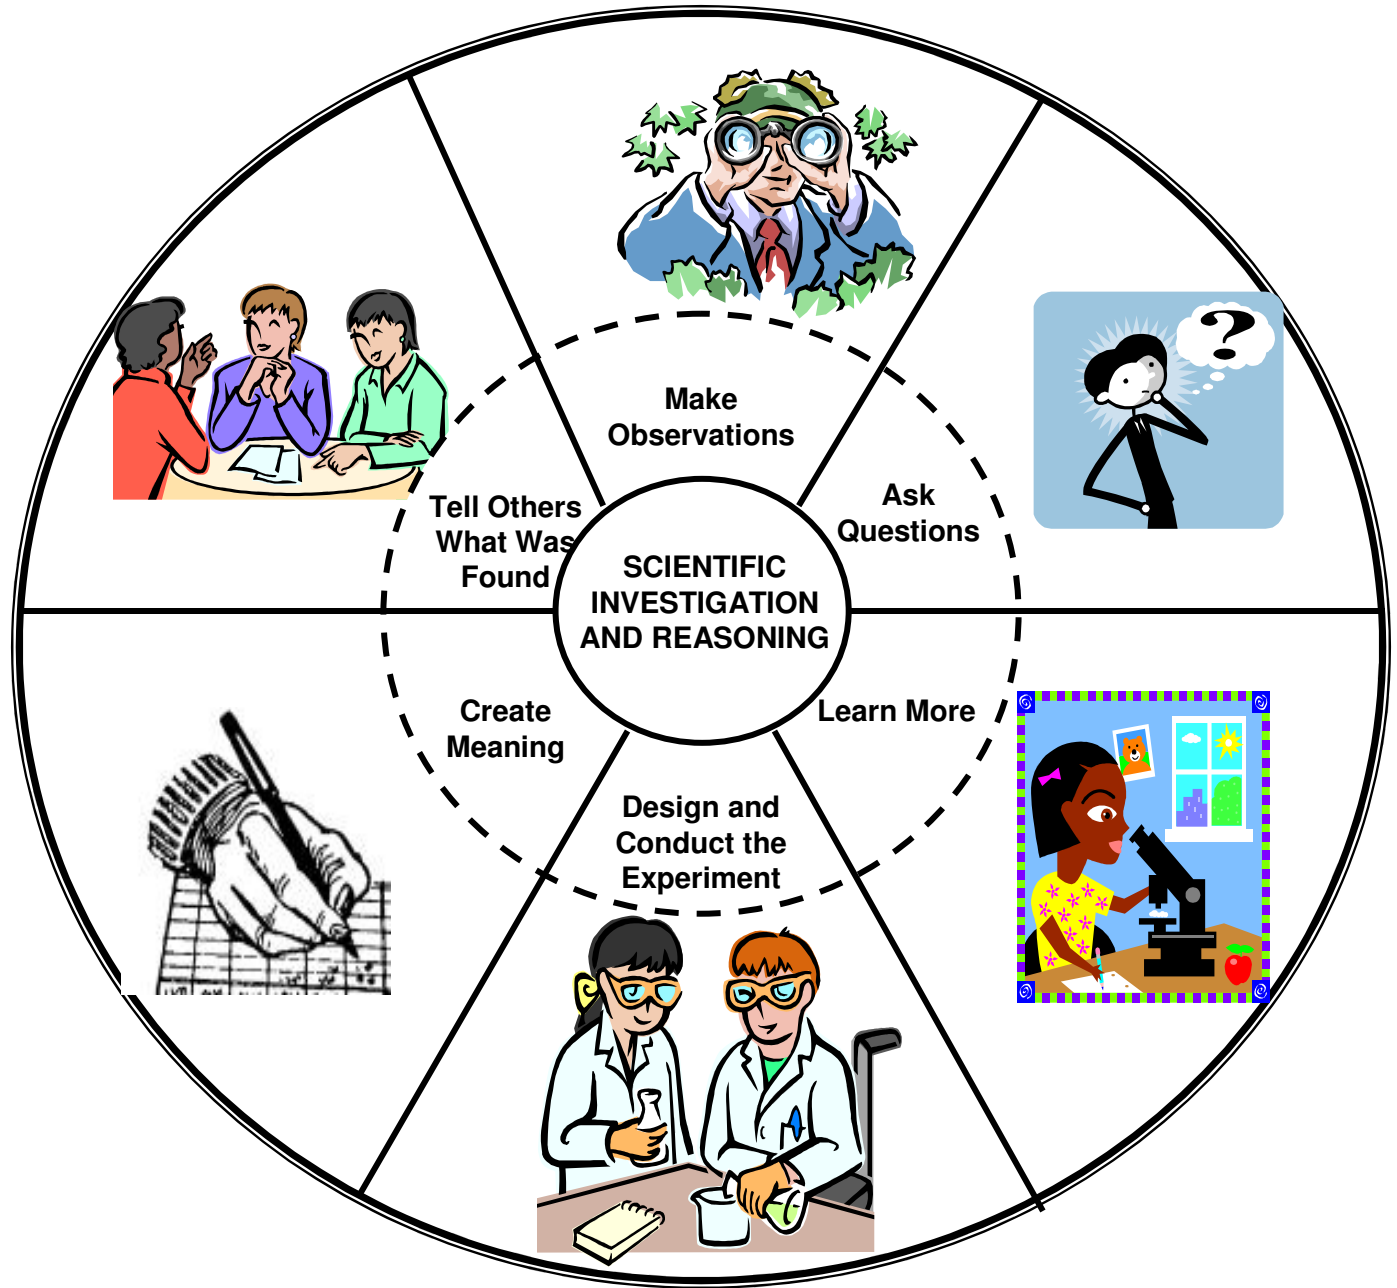 Make
Observations
Ask
Questions
Learn More
Design and
Conduct the
Experiment
Create
Meaning
Tell Others
What Was
Found
SCIENTIFIC
INVESTIGATION
AND REASONING
?